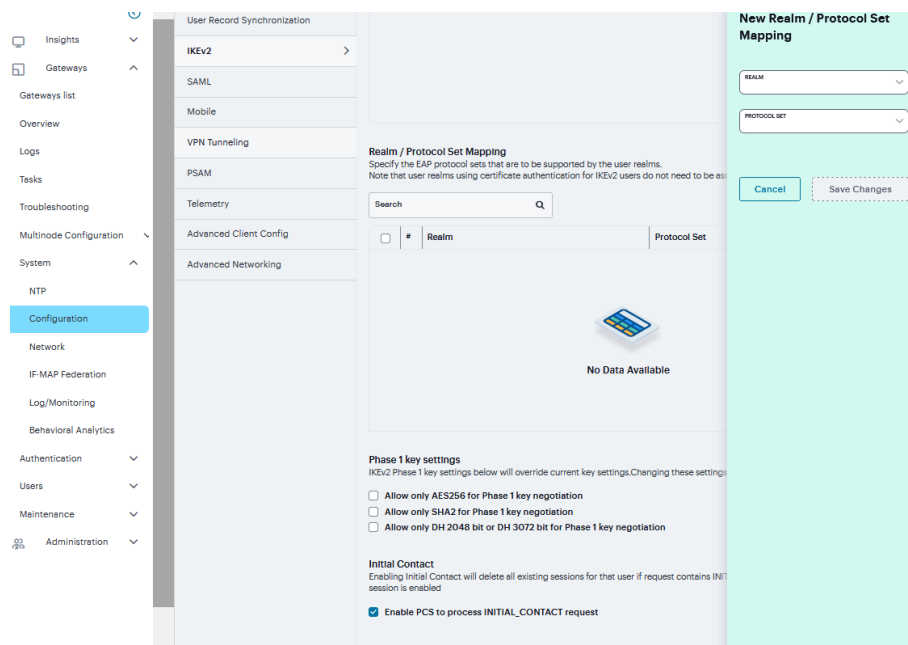 Insights
Gateways
Gateways list
Overview
Logs
Tasks
Troubleshooting
Multinode Configuration
System
NTP
Configuration
Network
IF-MAP Federation
Log/Monitoring
Behavioral Analytics
Authentication
Users
Maintenance
Administration
User Record Synchronization
IKEv2
SAML
Mobile
VPN Tunneling
PSAM
Telemetry
Advanced Client Config
Advanced Networking
Realm / Protocol Set Mapping
Specify the EAP protocol sets that are to be supported by the user realms.
Note that user realms using certificate authentication for IKEv2 users do not need to be as
Search
# Realm Protocol Set
No Data Available
Phase 1 key settings
IKEv2 Phase 1 key settings below will override current key settings.Changing these settings
Allow only AES256 for Phase 1 key negotiation
Allow only SHA2 for Phase 1 key negotiation
Allow only DH 2048 bit or DH 3072 bit for Phase 1 key negotiation
Initial Contact
Enabling Initial Contact will delete all existing sessions for that user if request contains INI
session is enabled
Enable PCS to process INITIAL_CONTACT request
New Realm / Protocol Set
Mapping
REALM
PROTOCOL SET
Cancel Save Changes